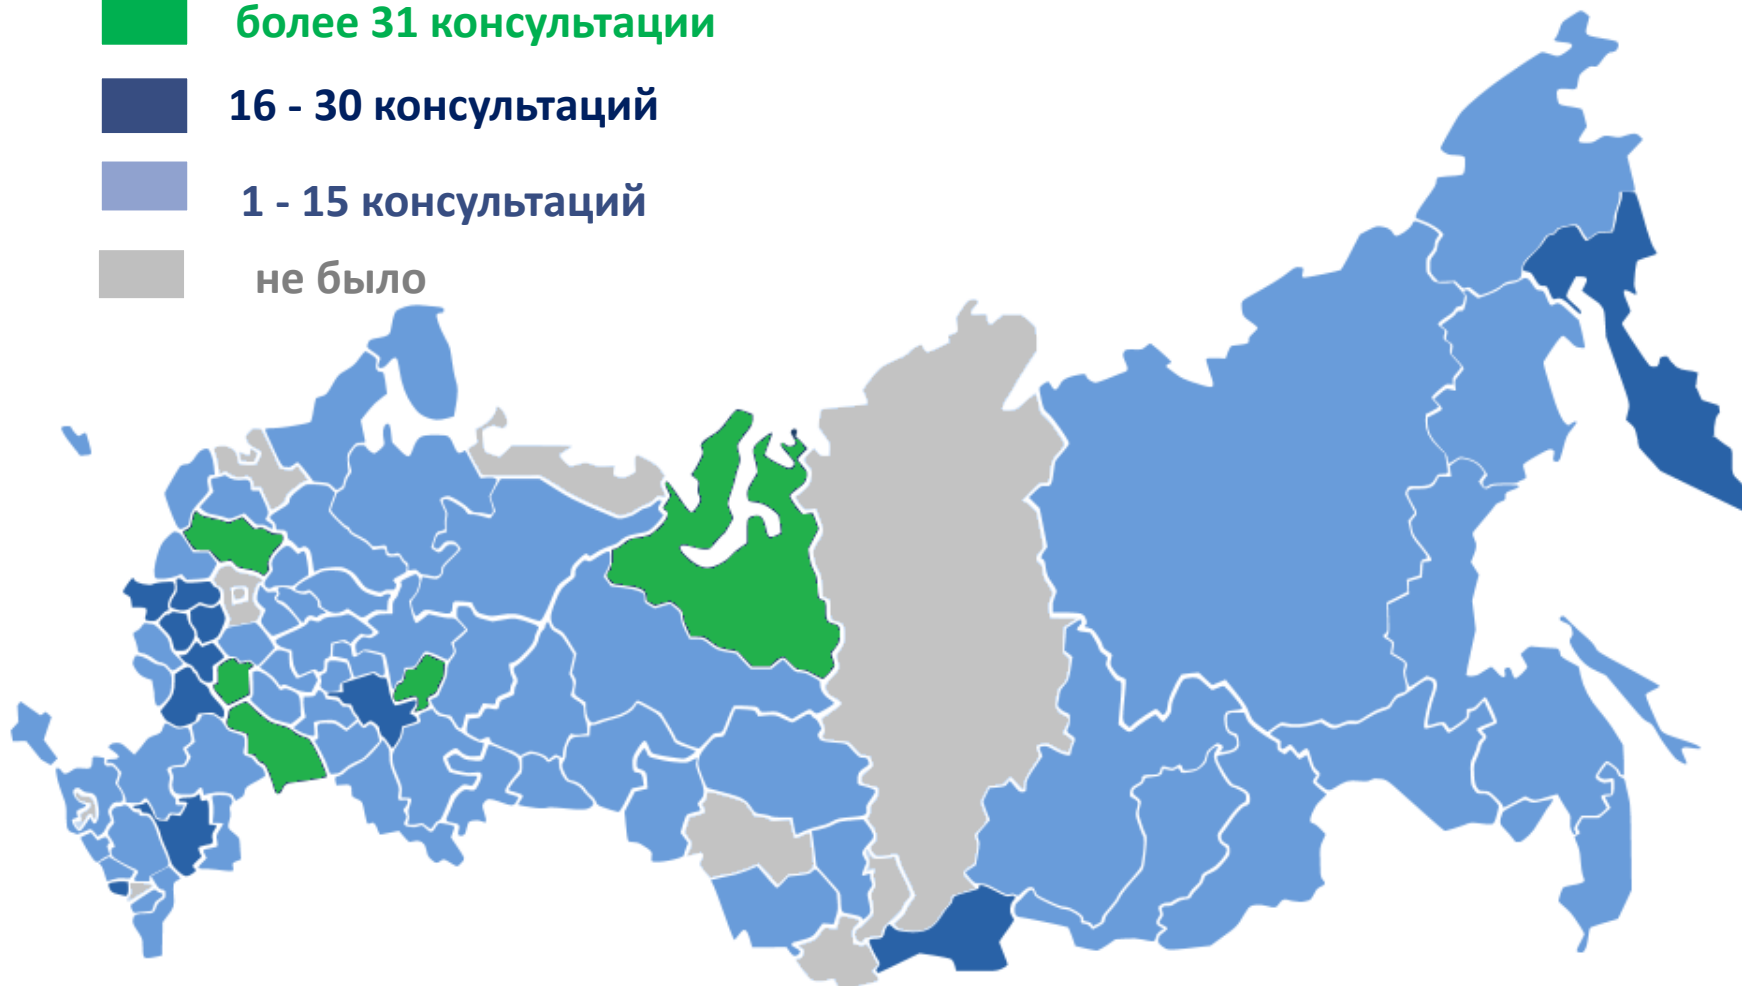 более 31 консультации
16 - 30 консультаций
1 - 15 консультаций
не было